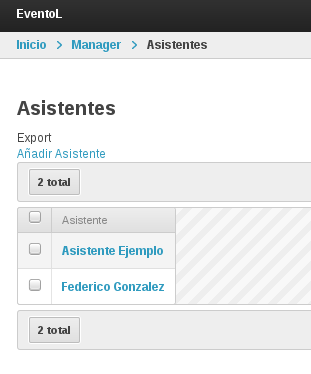 EventoL
Inicio > Manager > Asistentes
Asistentes
Export
Añadir Asistente
2 total
Asistente
Asistente Ejemplo
Federico Gonzalez
2 total